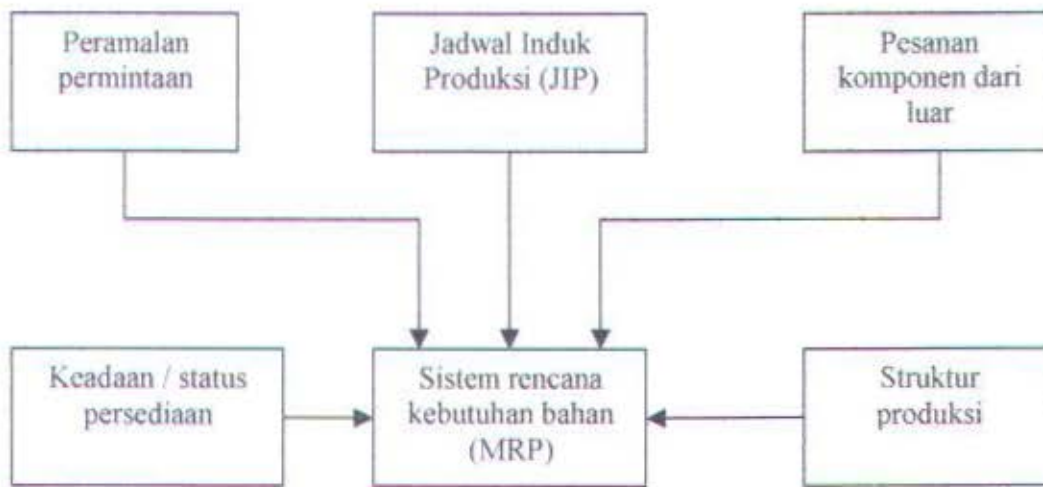 Peramalan
permintaan
Jadwal Induk
Produksi (JIP)
Pesanan
komponen dari
luar
Keadaan / status
persediaan
Sistem rencana
kebutuhan bahan
(MRP)
Struktur
produksi